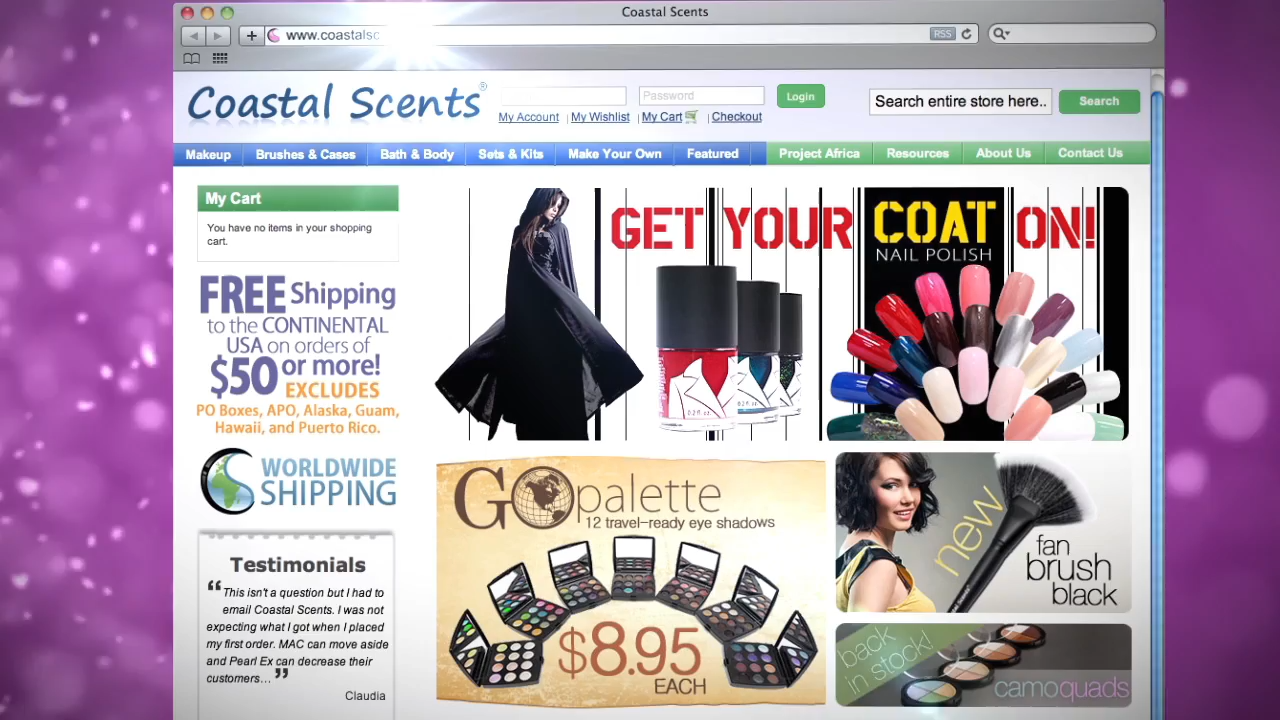 Coastal Scents
www.coastalsc
RSS
Coastal Scents®
Password
Login
My Account | My Wishlist | My Cart | Checkout
Search entire store here..
Search
Makeup
Brushes & Cases
Bath & Body
Sets & Kits
Make Your Own
Featured
Project Africa
Resources
About Us
Contact Us
My Cart
You have no items in your shopping
cart.
FREE Shipping
to the CONTINENTAL
USA on orders of
$50 or more!
EXCLUDES
PO Boxes, APO, Alaska, Guam,
Hawaii, and Puerto Rico.
WORLDWIDE
SHIPPING
Testimonials
“This isn't a question but I had to
email Coastal Scents. I was not
expecting what I got when I placed
my first order. MAC can move aside
and Pearl Ex can decrease their
customers…”
Claudia
GET YOUR COAT ON!
NAIL POLISH
GO palette
12 travel-ready eye shadows
$8.95
EACH
new
fan
brush
black
back
in stock!
camoquads